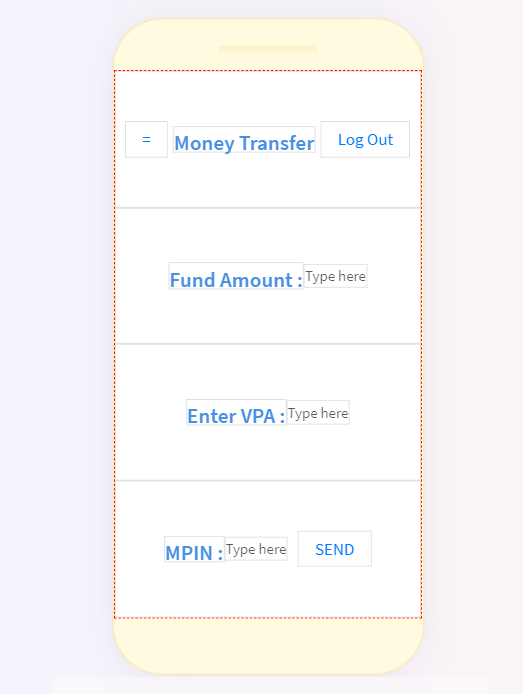 = Money Transfer Log Out
Fund Amount : Type here
Enter VPA : Type here
MPIN : Type here SEND